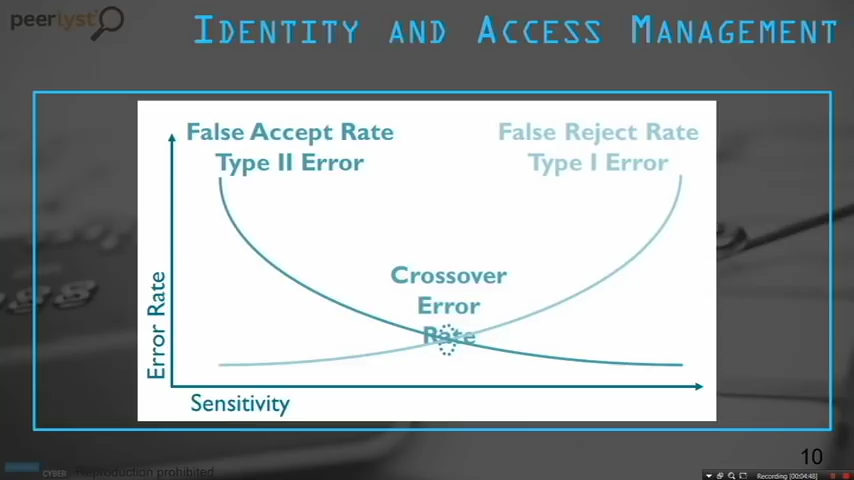 peerlyst
Identity and Access Management
False Accept Rate
Type II Error
False Reject Rate
Type I Error
Crossover
Error
Rate
Error Rate
Sensitivity
10
CYBER
Reproduction prohibited
Recording [00:04:48]